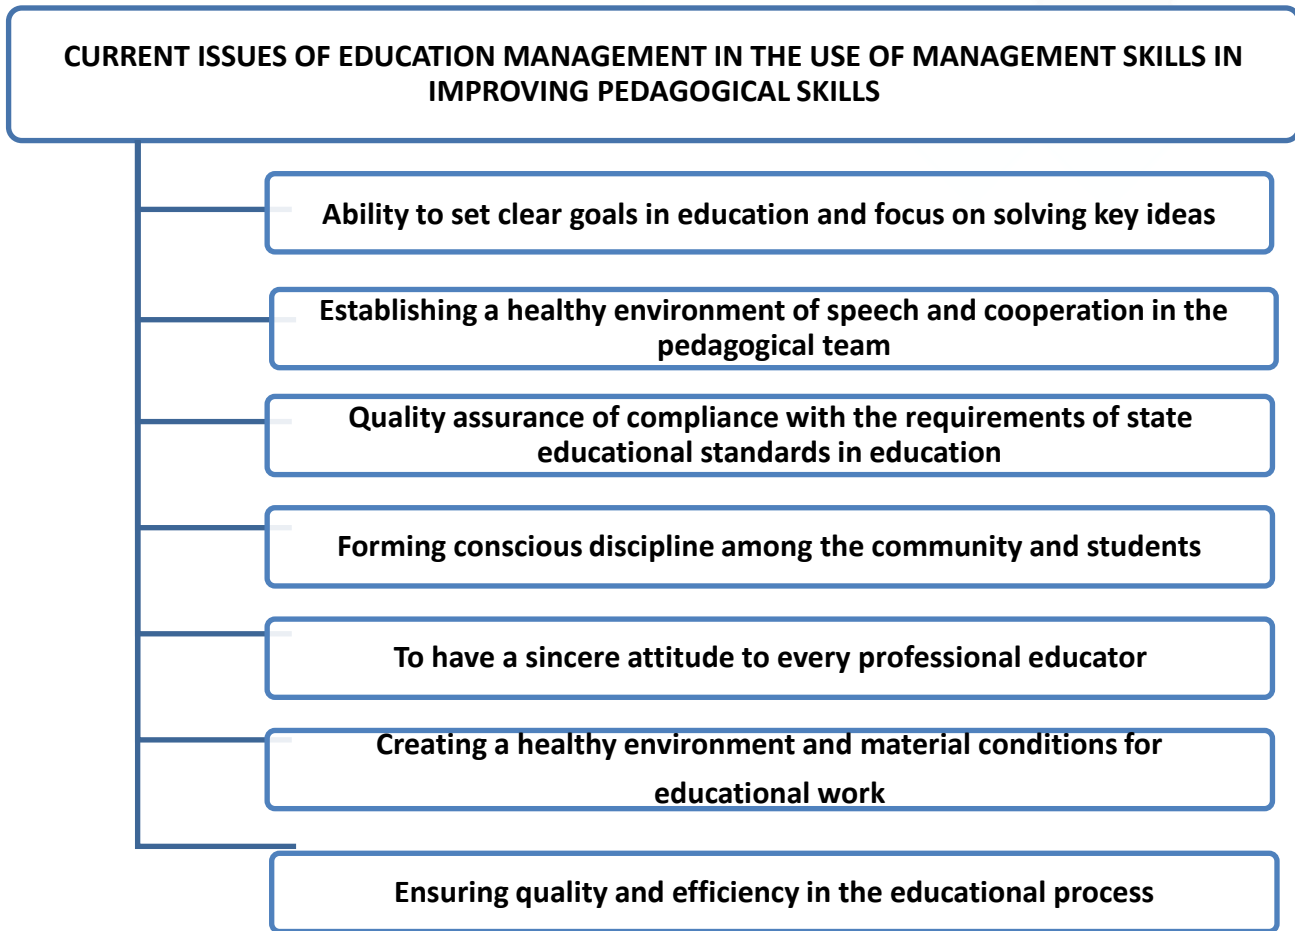 CURRENT ISSUES OF EDUCATION MANAGEMENT IN THE USE OF MANAGEMENT SKILLS IN
IMPROVING PEDAGOGICAL SKILLS
Ability to set clear goals in education and focus on solving key ideas
Establishing a healthy environment of speech and cooperation in the
pedagogical team
Quality assurance of compliance with the requirements of state
educational standards in education
Forming conscious discipline among the community and students
To have a sincere attitude to every professional educator
Creating a healthy environment and material conditions for
educational work
Ensuring quality and efficiency in the educational process